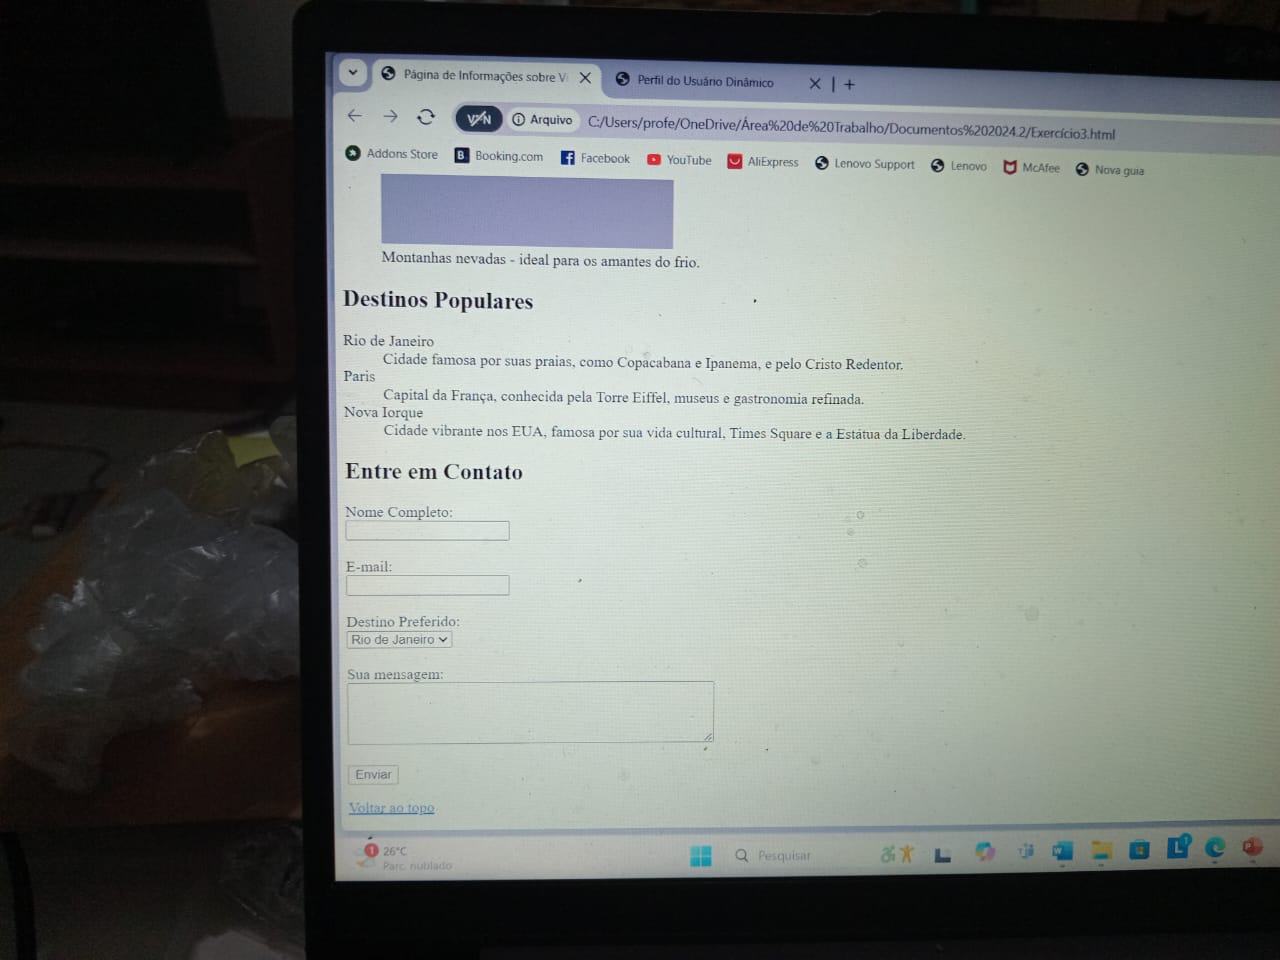 Página de Informações sobre Vi
Perfil do Usuário Dinâmico
VPN
Arquivo
C:/Users/profe/OneDrive/Área%20de%20Trabalho/Documentos%202024.2/Exercício3.html
Addons Store
B. Booking.com
Facebook
YouTube
AliExpress
Lenovo Support
Lenovo
McAfee
Nova guia
Montanhas nevadas - ideal para os amantes do frio.
Destinos Populares
Rio de Janeiro
Cidade famosa por suas praias, como Copacabana e Ipanema, e pelo Cristo Redentor.
Paris
Capital da França, conhecida pela Torre Eiffel, museus e gastronomia refinada.
Nova Iorque
Cidade vibrante nos EUA, famosa por sua vida cultural, Times Square e a Estátua da Liberdade.
Entre em Contato
Nome Completo:
E-mail:
Destino Preferido:
Rio de Janeiro
Sua mensagem:
Enviar
Voltar ao topo
1
26°C
Parc. nublado
Pesquisar